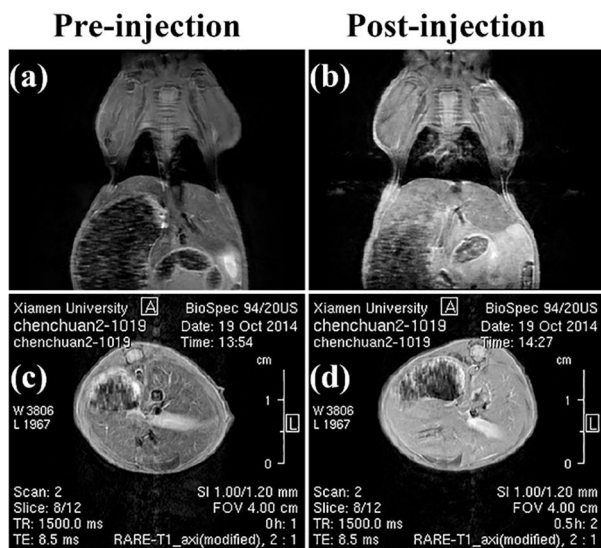 Pre-injection Post-injection
(a) (b)
Xiamen University A BioSpec 94/20US
chenchuan2-1019 Date: 19 Oct 2014
chenchuan2-1019 Time: 13:54
cm
(c)
W 3806
L 1967
1
L
0
Scan: 2 SI 1.00/1.20 mm
Slice: 8/12 FOV 4.00 cm
TR: 1500.0 ms 0h: 1
TE: 8.5 ms RARE-T1_axi(modified), 2 : 1
Xiamen University A BioSpec 94/20US
chenchuan2-1019 Date: 19 Oct 2014
chenchuan2-1019 Time: 14:27
cm
(d)
W 3806
L 1967
1
L
0
Scan: 2 SI 1.00/1.20 mm
Slice: 8/12 FOV 4.00 cm
TR: 1500.0 ms 0.5h: 2
TE: 8.5 ms RARE-T1_axi(modified), 2 : 1